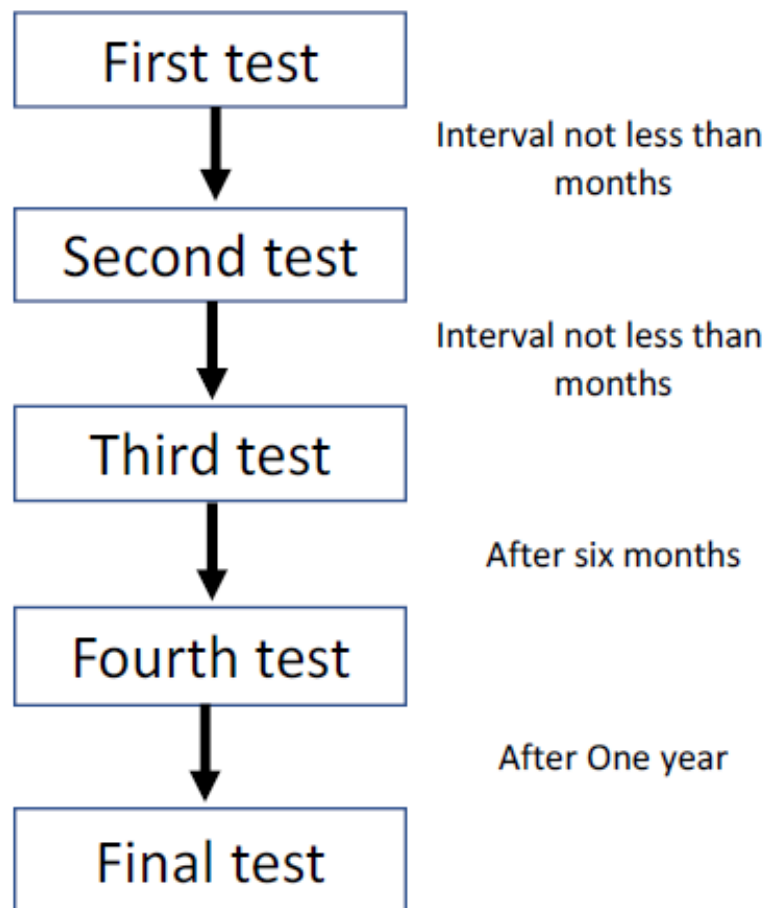 First test
Interval not less than
months
Second test
Interval not less than
months
Third test
After six months
Fourth test
After One year
Final test